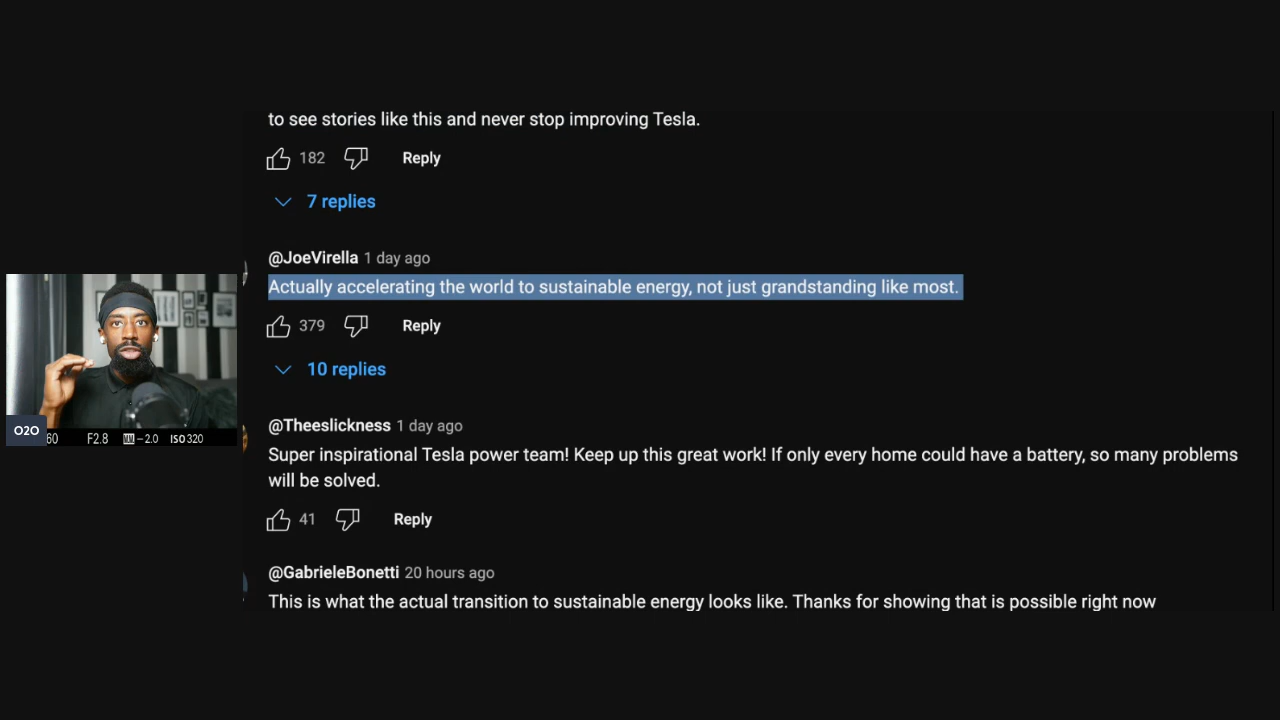 to see stories like this and never stop improving Tesla.
182 Reply
7 replies
@JoeVirella 1 day ago
Actually accelerating the world to sustainable energy, not just grandstanding like most.
379 Reply
10 replies
@Theeslickness 1 day ago
Super inspirational Tesla power team! Keep up this great work! If only every home could have a battery, so many problems
will be solved.
41 Reply
@GabrieleBonetti 20 hours ago
This is what the actual transition to sustainable energy looks like. Thanks for showing that is possible right now
O2O
60 F2.8 -2.0 ISO 320